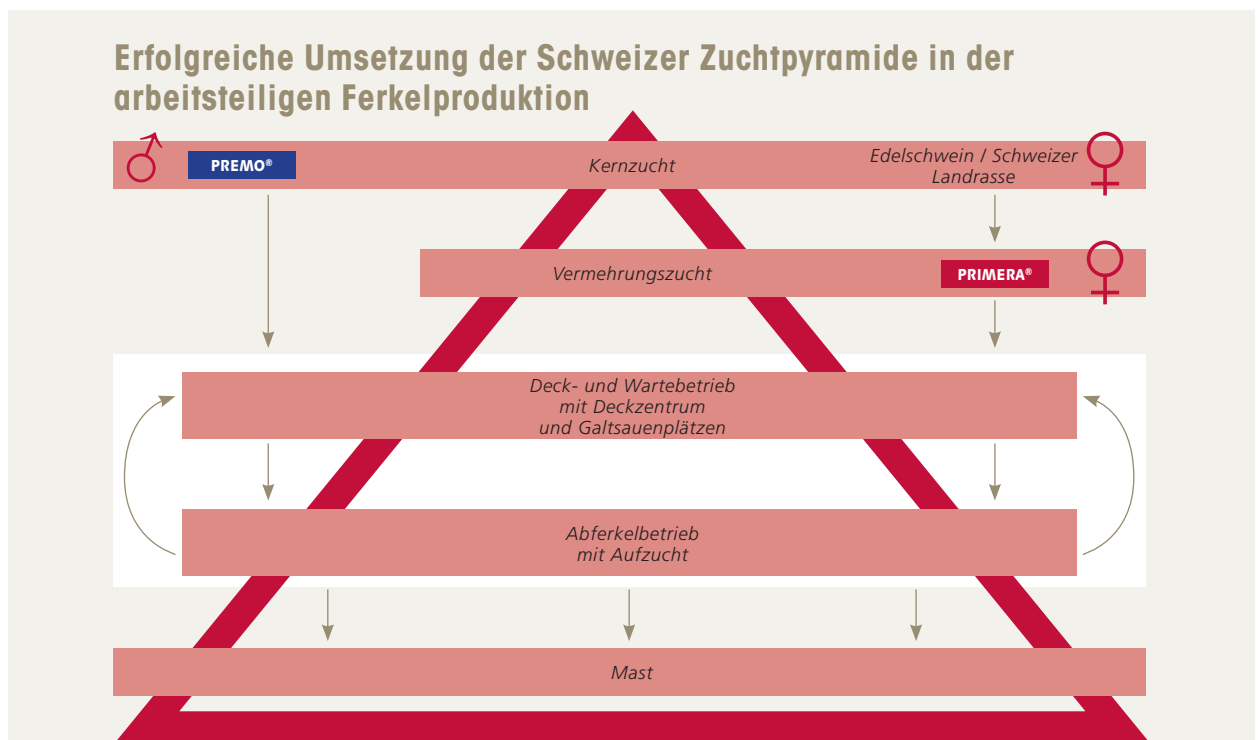 Erfolgreiche Umsetzung der Schweizer Zuchtpyramide in der
arbeitsteiligen Ferkelproduktion
PREMO®
Kernzucht
Edelschwein / Schweizer
Landrasse
Vermehrungszucht
PRIMERA®
Deck- und Wartebetrieb
mit Deckzentrum
und Galtsauenplätzen
Abferkelbetrieb
mit Aufzucht
Mast